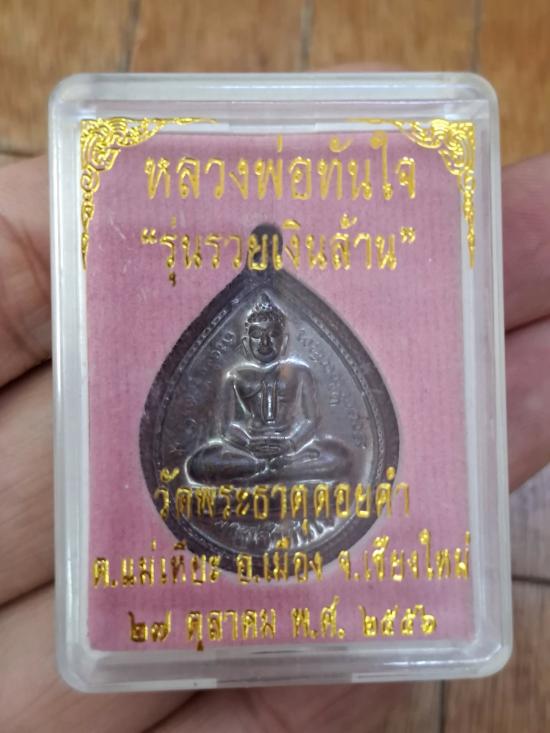 หลวงพ่อทันใจ
“รุ่นรวยเงินล้าน”
วัดพระธาตุดอยคำ
ต.แม่เหียะ อ.เมือง จ.เชียงใหม่
๒๗ ตุลาคม พ.ศ. ๒๕๕๖